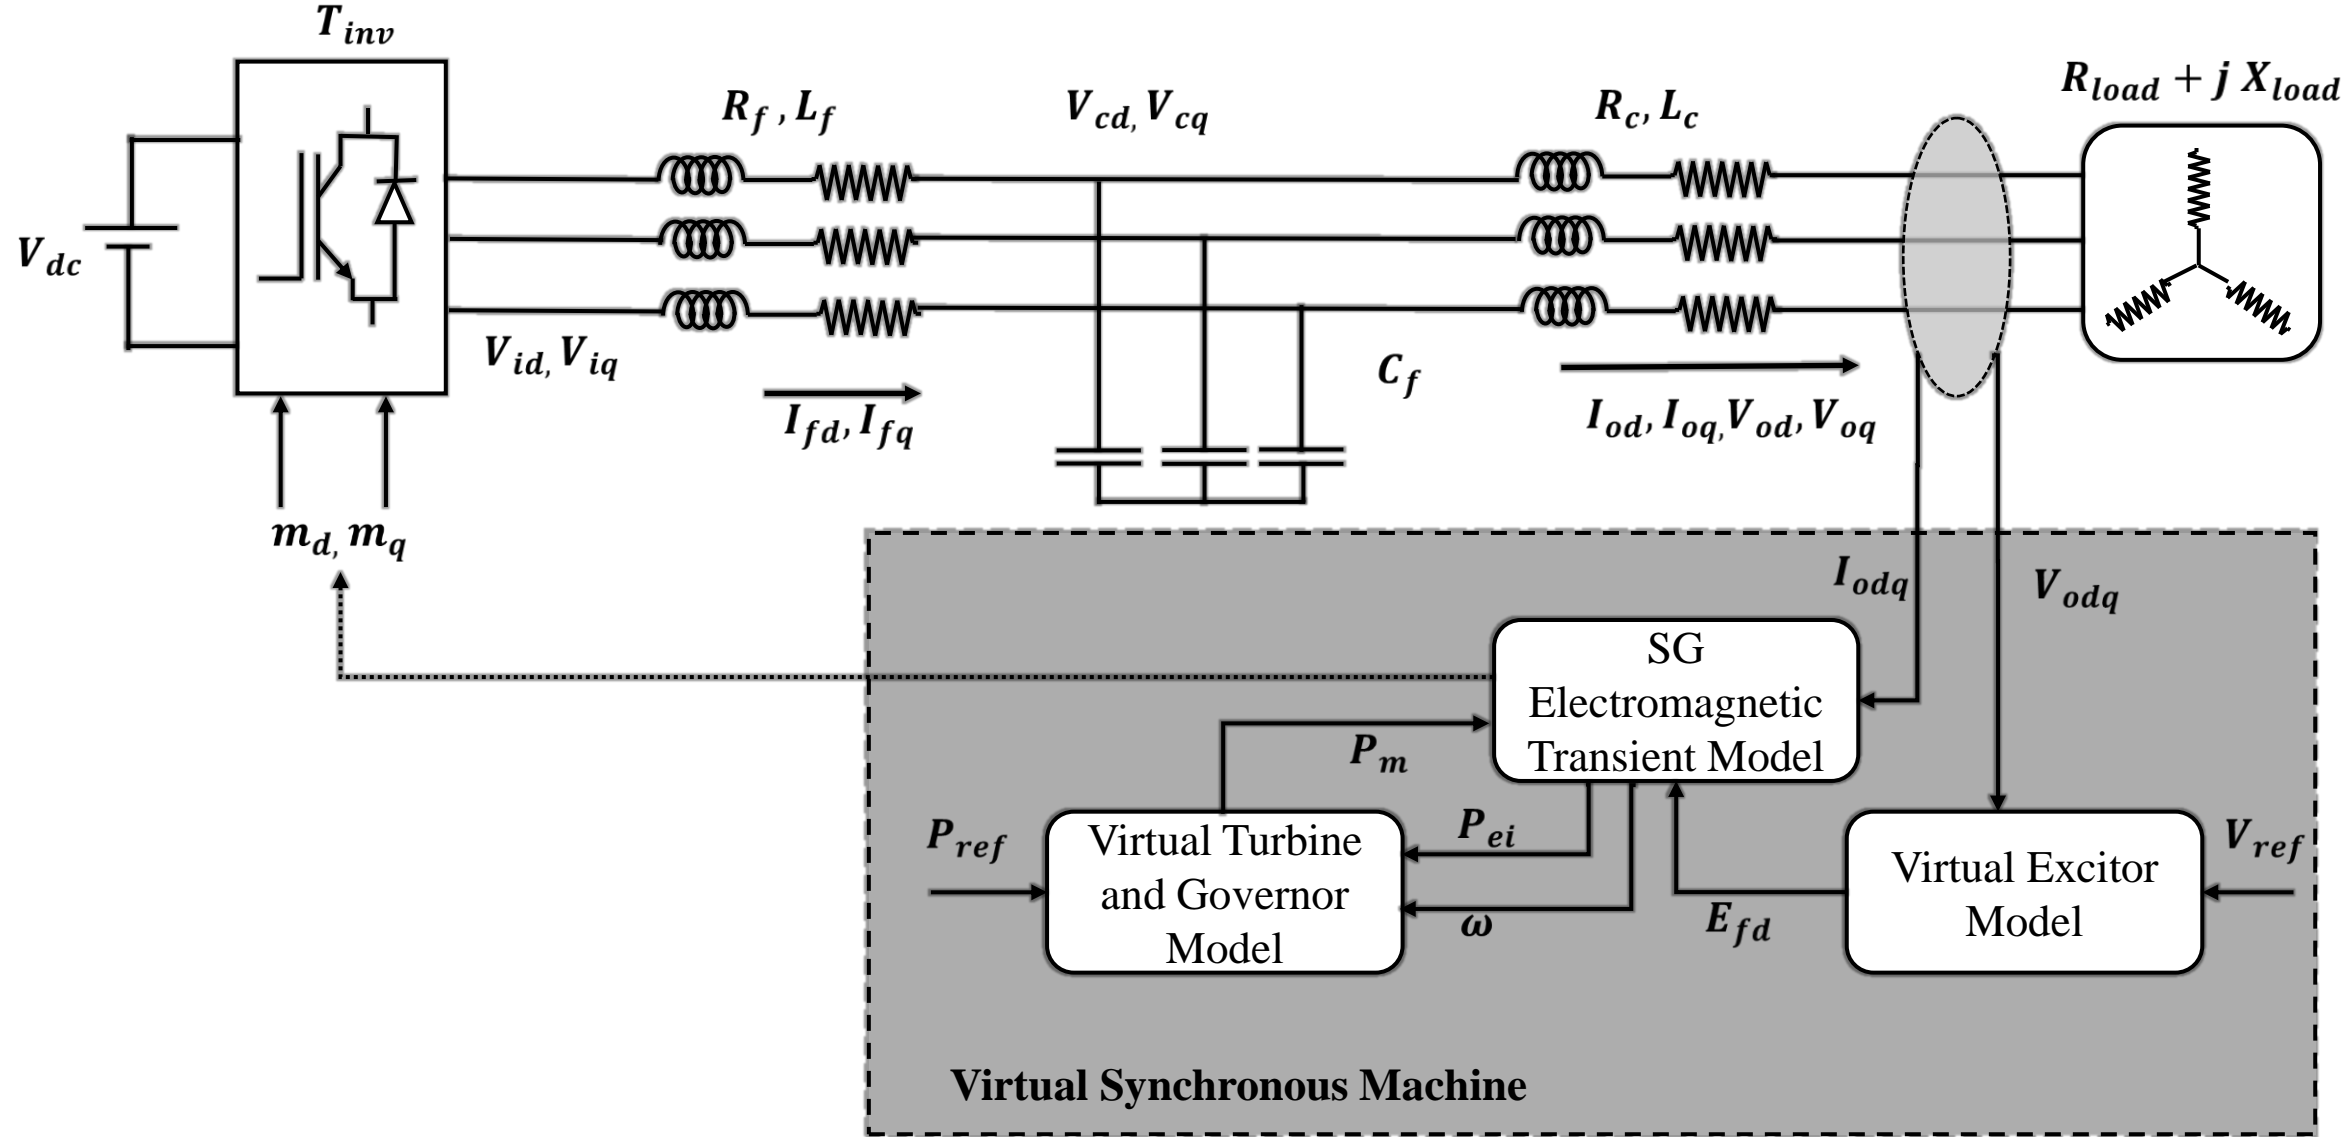 T_inv
R_load + j X_load
R_f , L_f
V_cd, V_cq
R_c, L_c
V_dc
V_id, V_iq
C_f
I_fd, I_fq
I_od, I_oq, V_od, V_oq
m_d, m_q
I_odq
V_odq
SG
Electromagnetic
Transient Model
P_m
P_ref
P_ei
V_ref
Virtual Turbine
and Governor
Model
Virtual Excitor
Model
ω
E_fd
Virtual Synchronous Machine